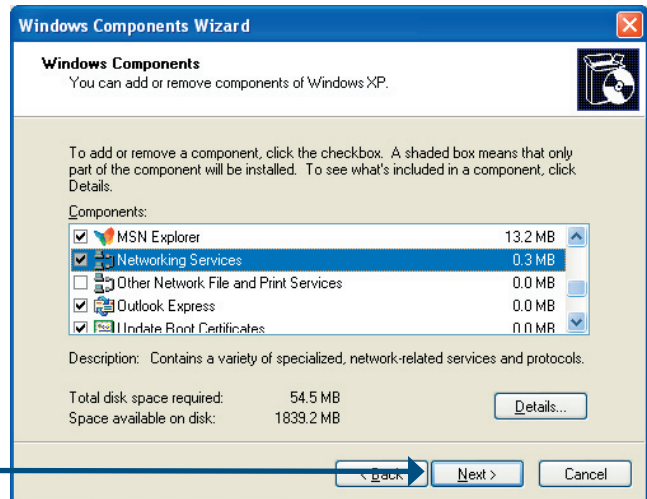 Windows Components Wizard
Windows Components
You can add or remove components of Windows XP.
To add or remove a component, click the checkbox. A shaded box means that only
part of the component will be installed. To see what's included in a component, click
Details.
Components:
MSN Explorer 13.2 MB
Networking Services 0.3 MB
Other Network File and Print Services 0.0 MB
Outlook Express 0.0 MB
Update Root Certificates 0.0 MB
Description: Contains a variety of specialized, network-related services and protocols.
Total disk space required: 54.5 MB
Space available on disk: 1839.2 MB
Details...
< Back Next > Cancel